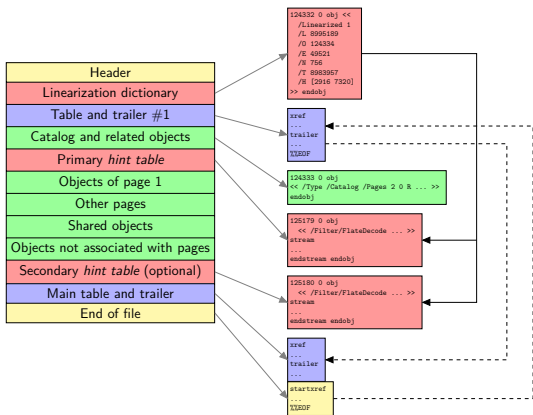 Header
Linearization dictionary
Table and trailer #1
Catalog and related objects
Primary hint table
Objects of page 1
Other pages
Shared objects
Objects not associated with pages
Secondary hint table (optional)
Main table and trailer
End of file
124332 0 obj <<
/Linearized 1
/L 8995189
/O 124334
/E 49521
/N 756
/T 8983957
/H [2916 7320]
>> endobj
xref
...
trailer
...
%%EOF
124333 0 obj
<< /Type /Catalog /Pages 2 0 R ... >>
endobj
125179 0 obj
<< /Filter/FlateDecode ... >>
stream
...
endstream endobj
125180 0 obj
<< /Filter/FlateDecode ... >>
stream
...
endstream endobj
xref
...
trailer
...
startxref
...
%%EOF